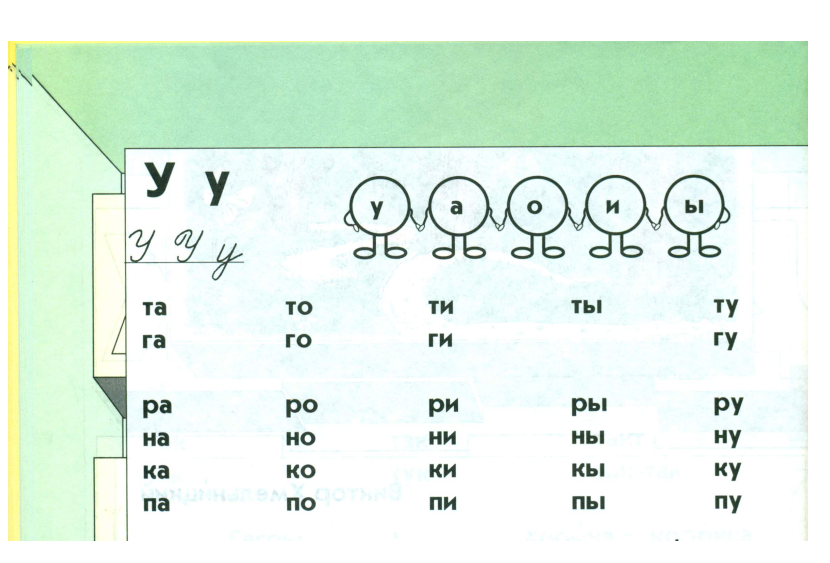 У у
у а о и ы
У У у
та то ти ты ту
га го ги гу
ра ро ри ры ру
на но ни ны ну
ка ко ки кы ку
па по пи пы пу
Виктор Хмельницкий